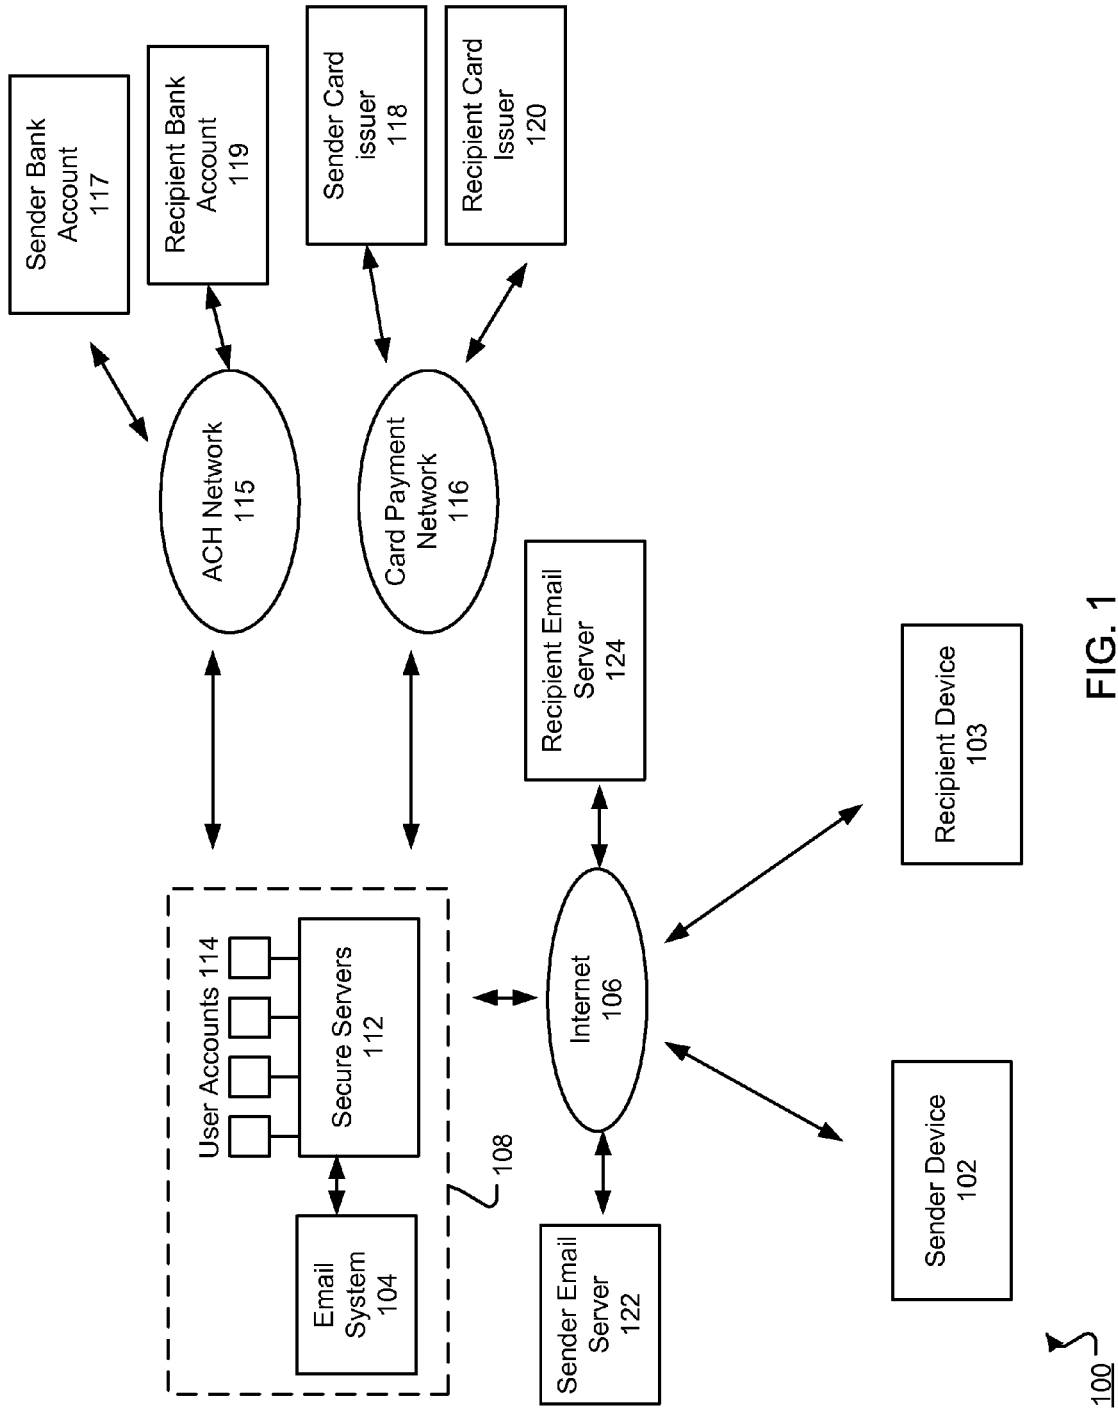 User Accounts 114
Email
System
104
Secure Servers
112
108
ACH Network
115
Card Payment
Network
116
Sender Bank
Account
117
Recipient Bank
Account
119
Sender Card
issuer
118
Recipient Card
Issuer
120
Sender Email
Server
122
Internet
106
Recipient Email
Server
124
Sender Device
102
Recipient Device
103
100
FIG. 1